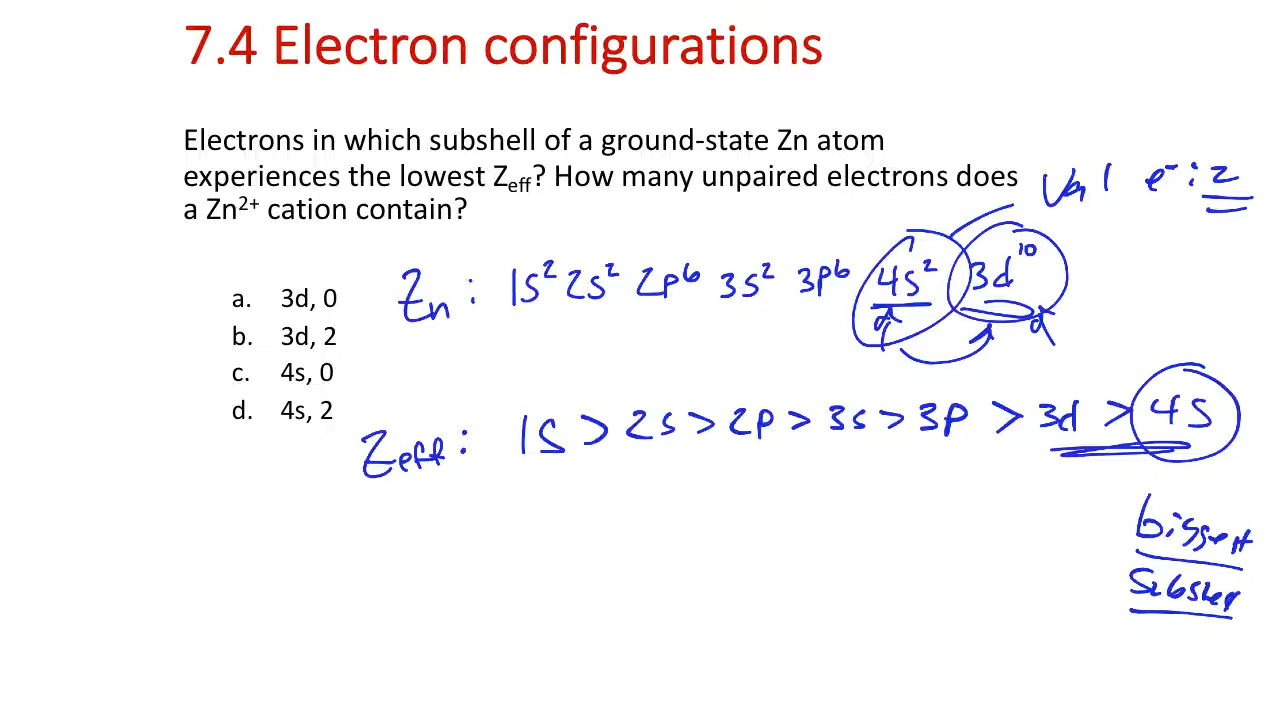 7.4 Electron configurations
Electrons in which subshell of a ground-state Zn atom
experiences the lowest Zeff? How many unpaired electrons does
a Zn2+ cation contain?
Val e⁻: 2
Zn: 1s² 2s² 2p⁶ 3s² 3p⁶ 4s² 3d¹⁰
a. 3d, 0
b. 3d, 2
c. 4s, 0
d. 4s, 2
Zeff: 1s > 2s > 2p > 3s > 3p > 3d > 4s
biggest
subshell